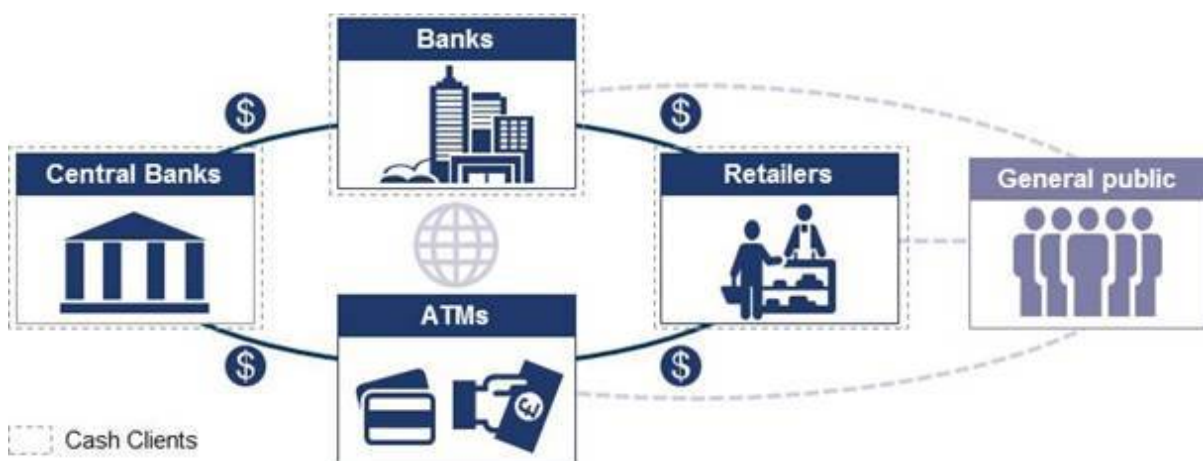 Banks
$
$
Central Banks
Retailers
General public
ATMs
$
$
£
Cash Clients